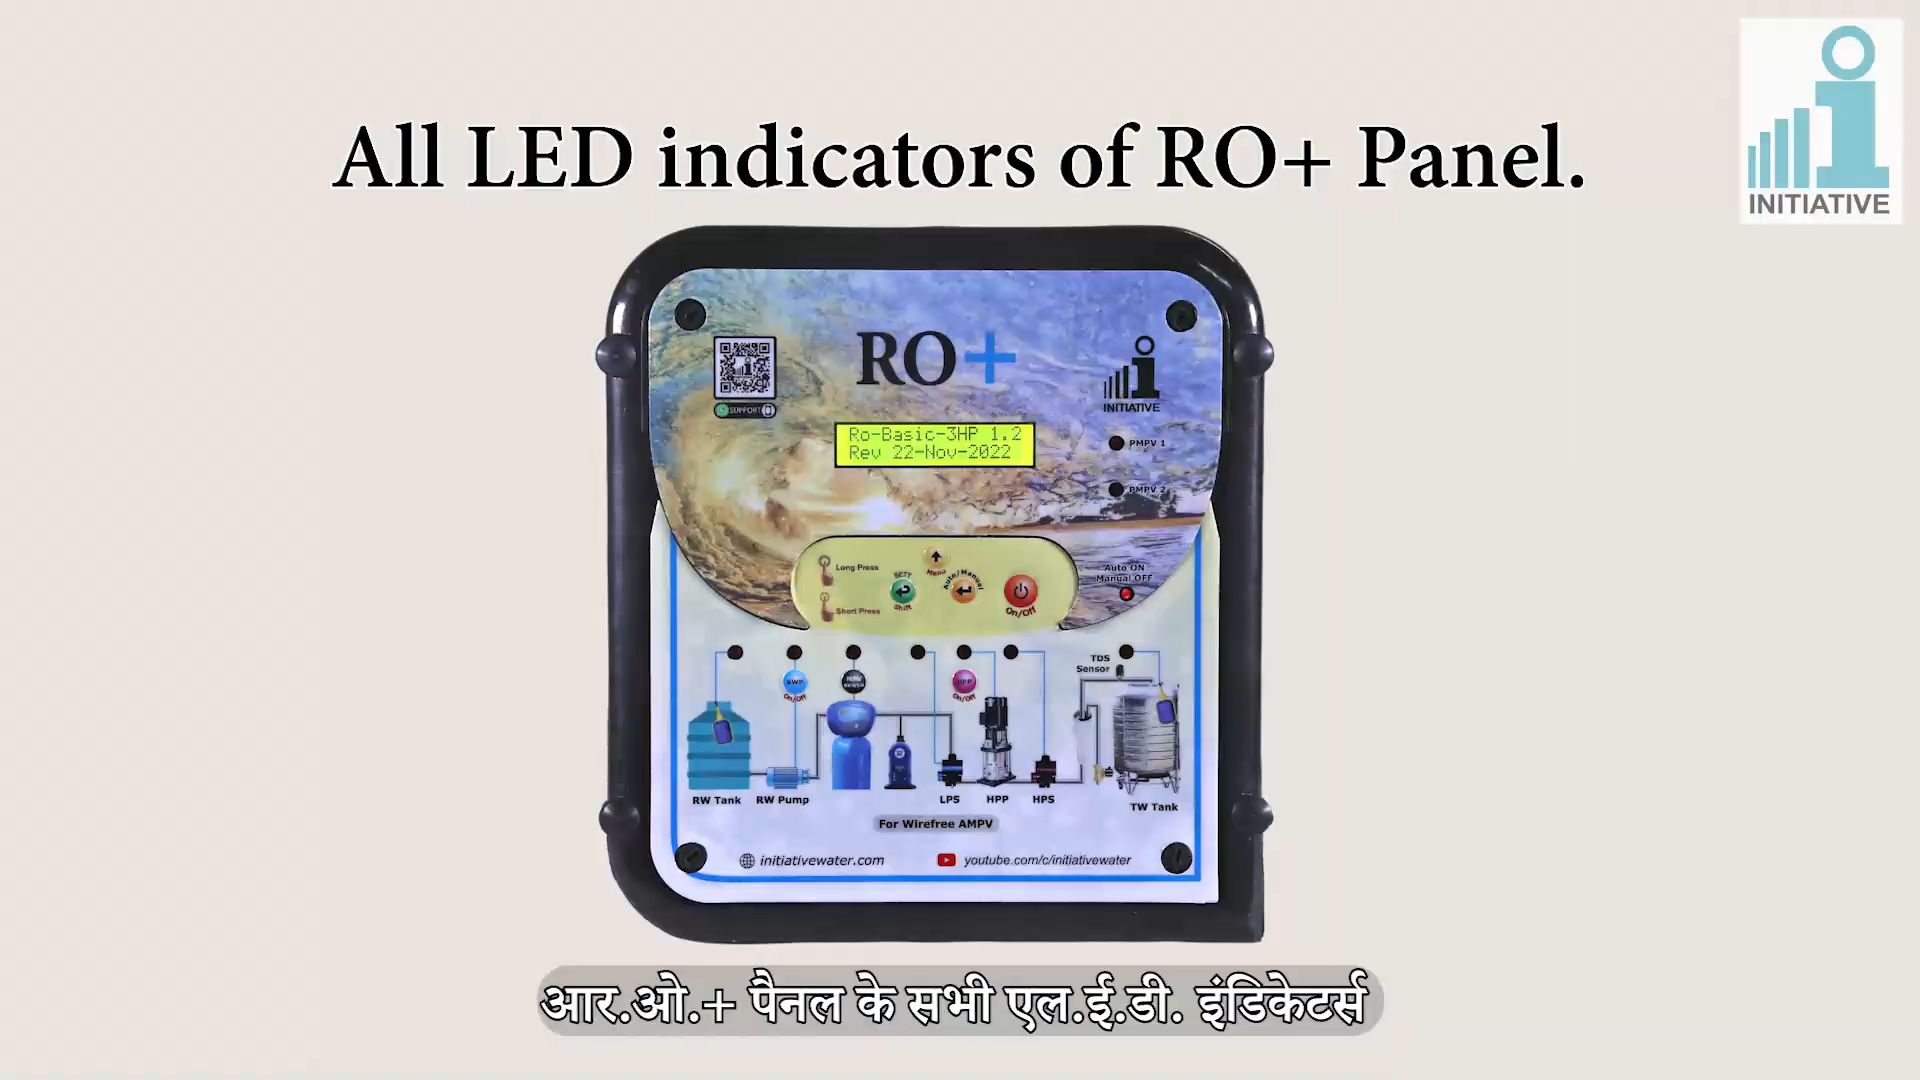 INITIATIVE
All LED indicators of RO+ Panel.
RO+
SUPPORT
INITIATIVE
Ro-Basic-3HP 1.2
Rev 22-Nov-2022
PMPV 1
PMPV 2
Long Press
Short Press
SETT
Shift
Menu
Auto/Manual
On/Off
Auto ON
Manual OFF
RWP
On/Off
HPP
On/Off
TDS
Sensor
RW Tank
RW Pump
LPS
HPP
HPS
TW Tank
For Wirefree AMPV
initiativewater.com
youtube.com/c/initiativewater
आर.ओ.+ पैनल के सभी एल.ई.डी. इंडिकेटर्स